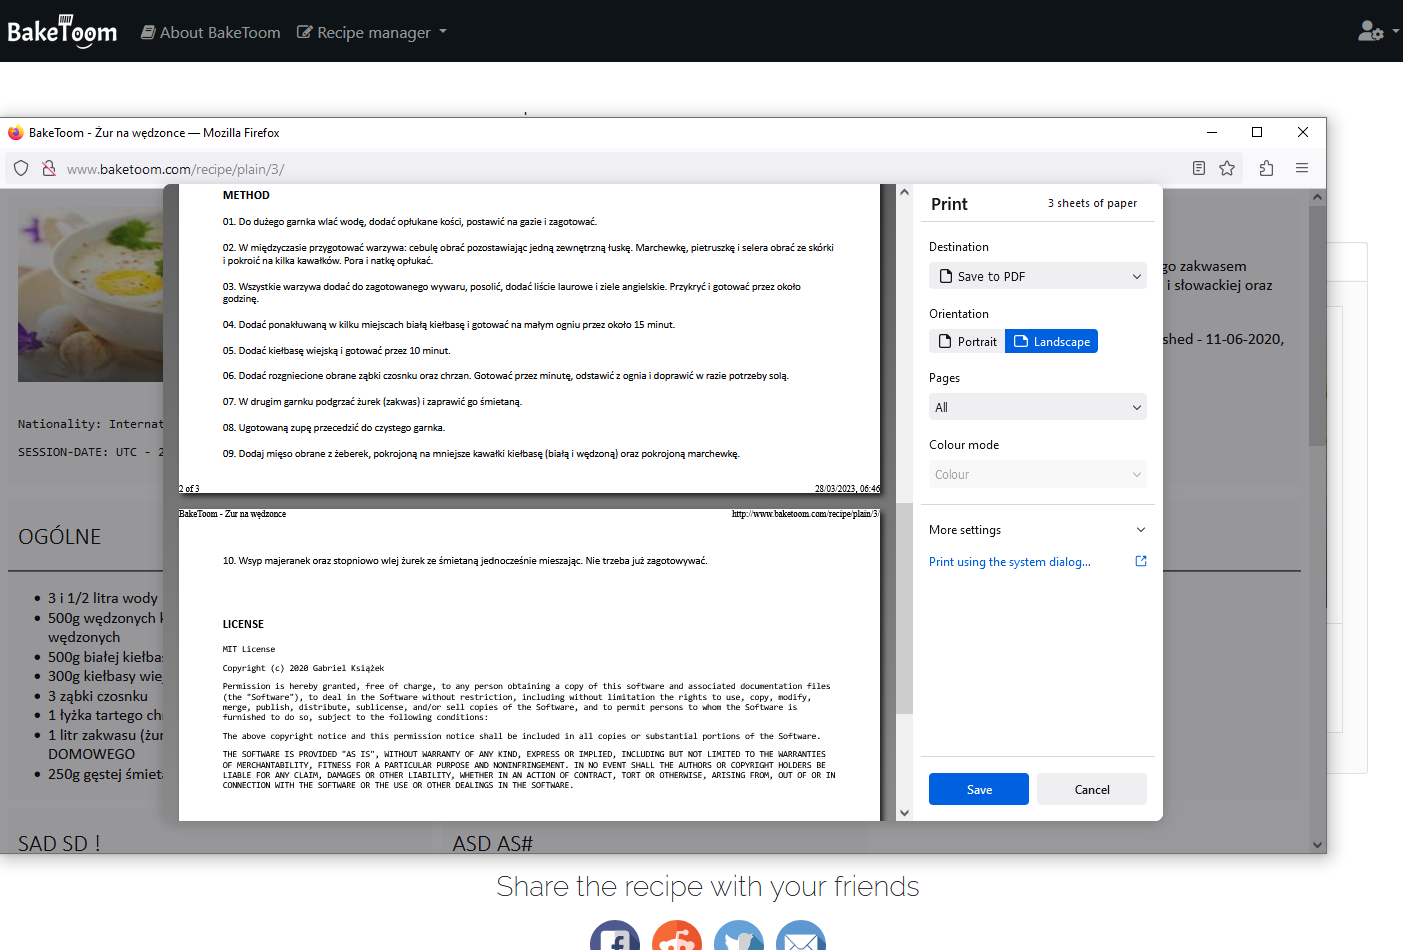 BakeToom
About BakeToom
Recipe manager
BakeToom - Żur na wędzonce — Mozilla Firefox
www.baketoom.com/recipe/plain/3/
METHOD
01. Do dużego garnka wlać wodę, dodać opłukane kości, postawić na gazie i zagotować.
02. W międzyczasie przygotować warzywa: cebulę obrać pozostawiając jedną zewnętrzną łuskę. Marchewkę, pietruszkę i selera obrać ze skórki
i pokroić na kilka kawałków. Pora i natkę opłukać.
03. Wszystkie warzywa dodać do zagotowanego wywaru, posolić, dodać liście laurowe i ziele angielskie. Przykryć i gotować przez około
godzinę.
04. Dodać ponakłuwaną w kilku miejscach białą kiełbasę i gotować na małym ogniu przez około 15 minut.
05. Dodać kiełbasę wiejską i gotować przez 10 minut.
06. Dodać rozgniecione obrane ząbki czosnku oraz chrzan. Gotować przez minutę, odstawić z ognia i doprawić w razie potrzeby solą.
07. W drugim garnku podgrzać żurek (zakwas) i zaprawić go śmietaną.
08. Ugotowaną zupę przecedzić do czystego garnka.
09. Dodaj mięso obrane z żeberek, pokrojoną na mniejsze kawałki kiełbasę (białą i wędzoną) oraz pokrojoną marchewkę.
2 of 3
28/03/2023, 06:46
BakeToom - Żur na wędzonce
http://www.baketoom.com/recipe/plain/3/
10. Wsyp majeranek oraz stopniowo wlej żurek ze śmietaną jednocześnie mieszając. Nie trzeba już zagotowywać.
LICENSE
MIT License
Copyright (c) 2020 Gabriel Książek
Permission is hereby granted, free of charge, to any person obtaining a copy of this software and associated documentation files
(the "Software"), to deal in the Software without restriction, including without limitation the rights to use, copy, modify,
merge, publish, distribute, sublicense, and/or sell copies of the Software, and to permit persons to whom the Software is
furnished to do so, subject to the following conditions:
The above copyright notice and this permission notice shall be included in all copies or substantial portions of the Software.
THE SOFTWARE IS PROVIDED "AS IS", WITHOUT WARRANTY OF ANY KIND, EXPRESS OR IMPLIED, INCLUDING BUT NOT LIMITED TO THE WARRANTIES
OF MERCHANTABILITY, FITNESS FOR A PARTICULAR PURPOSE AND NONINFRINGEMENT. IN NO EVENT SHALL THE AUTHORS OR COPYRIGHT HOLDERS BE
LIABLE FOR ANY CLAIM, DAMAGES OR OTHER LIABILITY, WHETHER IN AN ACTION OF CONTRACT, TORT OR OTHERWISE, ARISING FROM, OUT OF OR IN
CONNECTION WITH THE SOFTWARE OR THE USE OR OTHER DEALINGS IN THE SOFTWARE.
Print
3 sheets of paper
Destination
Save to PDF
Orientation
Portrait
Landscape
Pages
All
Colour mode
Colour
More settings
Print using the system dialog...
Save
Cancel
go zakwasem
i słowackiej oraz
shed - 11-06-2020,
Nationality: Internat
SESSION-DATE: UTC - 2
OGÓLNE
3 i 1/2 litra wody
500g wędzonych k
wędzonych
500g białej kiełba
300g kiełbasy wie
3 ząbki czosnku
1 łyżka tartego ch
1 litr zakwasu (żur
DOMOWEGO
250g gęstej śmieta
SAD SD !
ASD AS#
Share the recipe with your friends